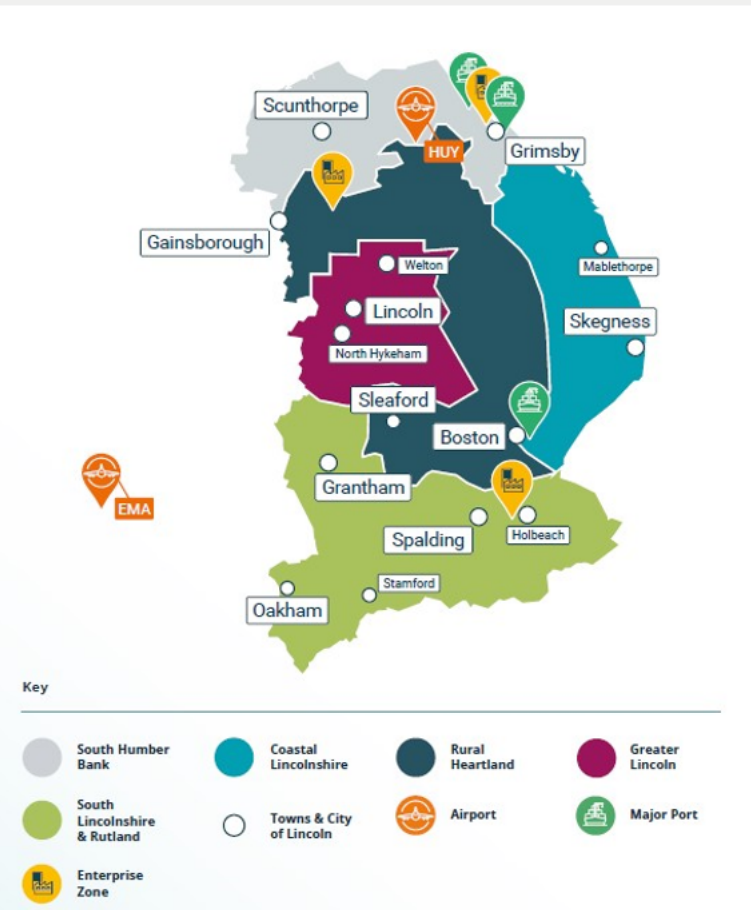 Scunthorpe
HUY
Grimsby
Gainsborough
Welton
Mablethorpe
Lincoln
Skegness
North Hykeham
Sleaford
Boston
Grantham
EMA
Spalding
Holbeach
Stamford
Oakham
Key
South Humber
Bank
Coastal
Lincolnshire
Rural
Heartland
Greater
Lincoln
South
Lincolnshire
& Rutland
Towns & City
of Lincoln
Airport
Major Port
Enterprise
Zone